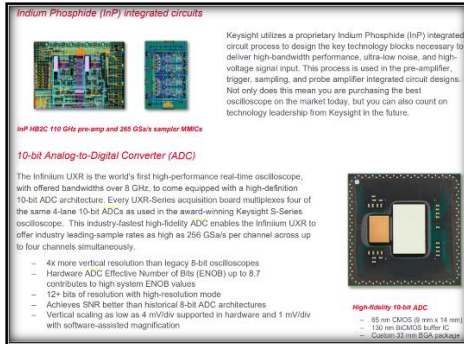 Indium Phosphide (InP) integrated circuits
Keysight utilizes a proprietary Indium Phosphide (InP) integrated
circuit process to design the key technology blocks necessary to
deliver high-bandwidth performance, ultra-low noise, and high-
voltage signal input. This process is used in the pre-amplifier,
trigger, sampling, and probe amplifier integrated circuit designs.
Not only does this mean you are purchasing the best
oscilloscope on the market today, but you can also count on
technology leadership from Keysight in the future.
InP HB2C 110 GHz pre-amp and 265 GSa/s sampler MMICs
10-bit Analog-to-Digital Converter (ADC)
The Infiniium UXR is the world's first high-performance real-time oscilloscope,
with offered bandwidths over 8 GHz, to come equipped with a high-definition
10-bit ADC architecture. Every UXR-Series acquisition board multiplexes four of
the same 4-lane 10-bit ADCs as used in the award-winning Keysight S-Series
oscilloscope. This industry-fastest high-fidelity ADC enables the Infiniium UXR to
offer industry leading-sample rates as high as 256 GSa/s per channel across up
to four channels simultaneously.
– 4x more vertical resolution than legacy 8-bit oscilloscopes
– Hardware ADC Effective Number of Bits (ENOB) up to 8.7
contributes to high system ENOB values
– 12+ bits of resolution with high-resolution mode
– Achieves SNR better than historical 8-bit ADC architectures
– Vertical scaling as low as 4 mV/div supported in hardware and 1 mV/div
with software-assisted magnification
High-fidelity 10-bit ADC
– 65 nm CMOS (9 mm x 14 mm)
– 130 nm BiCMOS buffer IC
– Custom 33 mm BGA package